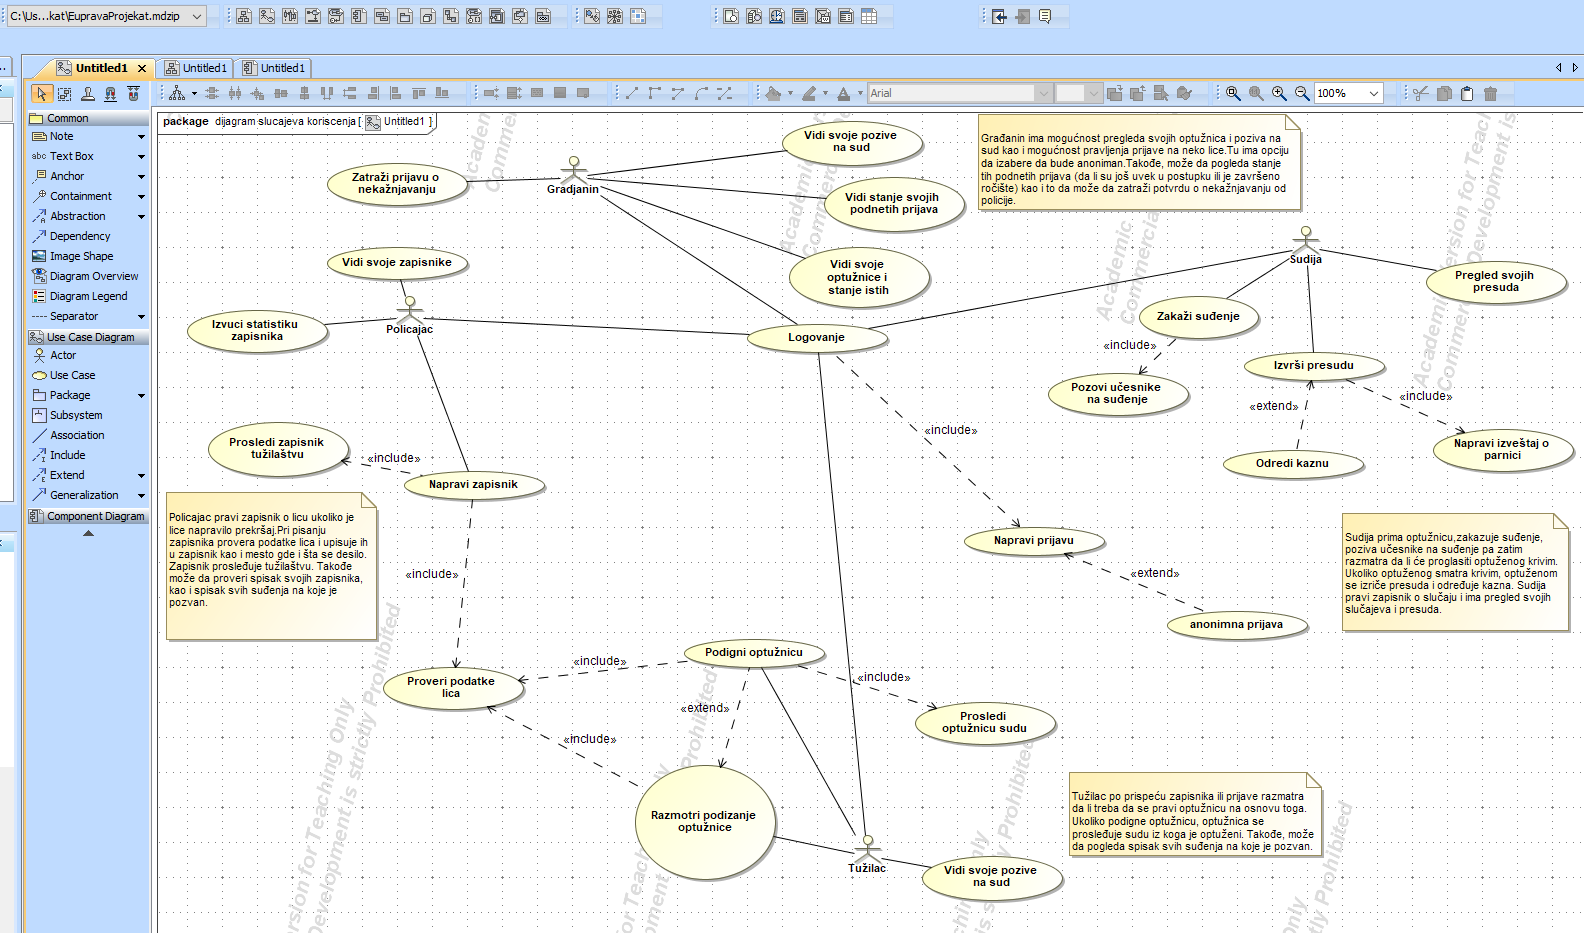 C:\Us...kat\EupravaProjekat.mdzip
Untitled1
Untitled1
Untitled1
Arial
100%
Common
Note
abc Text Box
Anchor
Containment
Abstraction
Dependency
Image Shape
Diagram Overview
Diagram Legend
Separator
Use Case Diagram
Actor
Use Case
Package
Subsystem
Association
Include
Extend
Generalization
Component Diagram
package dijagram slucajeva koriscenja [ Untitled1 ]
Vidi svoje pozive
na sud
Zatraži prijavu o
nekažnjavanju
Gradjanin
Vidi stanje svojih
podnetih prijava
Građanin ima mogućnost pregleda svojih optužnica i poziva na
sud kao i mogućnost pravljenja prijave na neko lice.Tu ima opciju
da izabere da bude anoniman.Takođe, može da pogleda stanje
tih podnetih prijava (da li su još uvek u postupku ili je završeno
ročište) kao i to da može da zatraži potvrdu o nekažnjavanju od
policije.
Vidi svoje zapisnike
Vidi svoje
optužnice i
stanje istih
Sudija
Pregled svojih
presuda
Izvuci statistiku
zapisnika
Policajac
Logovanje
Zakaži suđenje
«include»
Izvrši presudu
Pozovi učesnike
na suđenje
«extend»
«include»
«include»
Prosledi zapisnik
tužilaštvu
«include»
Napravi izveštaj o
parnici
Odredi kaznu
Napravi zapisnik
Policajac pravi zapisnik o licu ukoliko je
lice napravilo prekršaj.Pri pisanju
zapisnika provera podatke lica i upisuje ih
u zapisnik kao i mesto gde i šta se desilo.
Zapisnik prosleđuje tužilaštvu. Takođe
može da proveri spisak svojih zapisnika,
kao i spisak svih suđenja na koje je
pozvan.
Napravi prijavu
Sudija prima optužnicu,zakazuje suđenje,
poziva učesnike na suđenje pa zatim
razmatra da li će proglasiti optuženog krivim.
Ukoliko optuženog smatra krivim, optuženom
se izriče presuda i određuje kazna. Sudija
pravi zapisnik o slučaju i ima pregled svojih
slučajeva i presuda.
«include»
«extend»
anonimna prijava
Podigni optužnicu
«include»
«include»
Proveri podatke
lica
«extend»
Prosledi
optužnicu sudu
«include»
Razmotri podizanje
optužnice
Tužilac po prispeću zapisnika ili prijave razmatra
da li treba da se pravi optužnicu na osnovu toga.
Ukoliko podigne optužnicu, optužnica se
prosleđuje sudu iz koga je optuženi. Takođe, može
da pogleda spisak svih suđenja na koje je pozvan.
Tužilac
Vidi svoje pozive
na sud